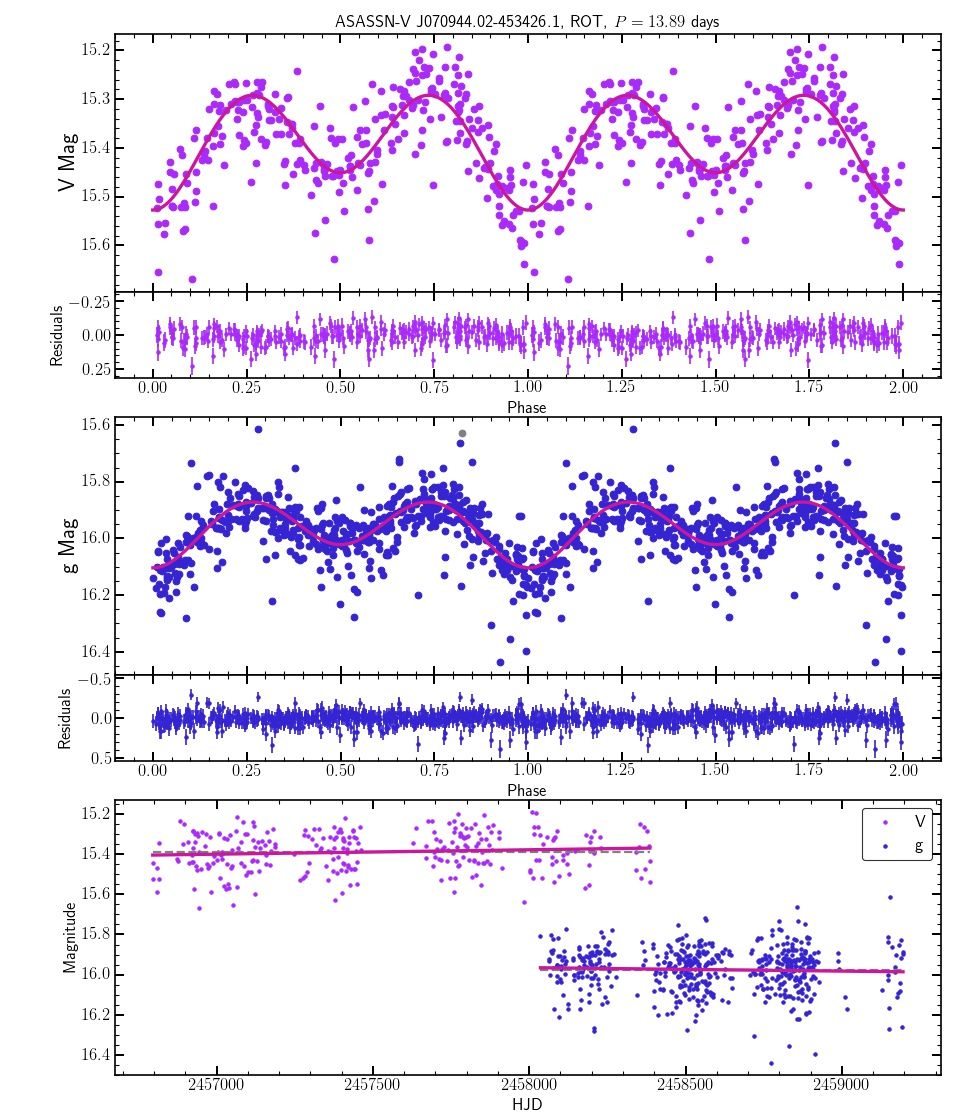 ASASSN-V J070944.02-453426.1, ROT, P = 13.89 days
15.2
15.3
15.4
15.5
15.6
V Mag
−0.25
0.00
0.25
Residuals
0.00 0.25 0.50 0.75 1.00 1.25 1.50 1.75 2.00
Phase
15.6
15.8
16.0
16.2
16.4
g Mag
−0.5
0.0
0.5
Residuals
0.00 0.25 0.50 0.75 1.00 1.25 1.50 1.75 2.00
Phase
15.2
15.4
15.6
15.8
16.0
16.2
16.4
Magnitude
V
g
2457000 2457500 2458000 2458500 2459000
HJD